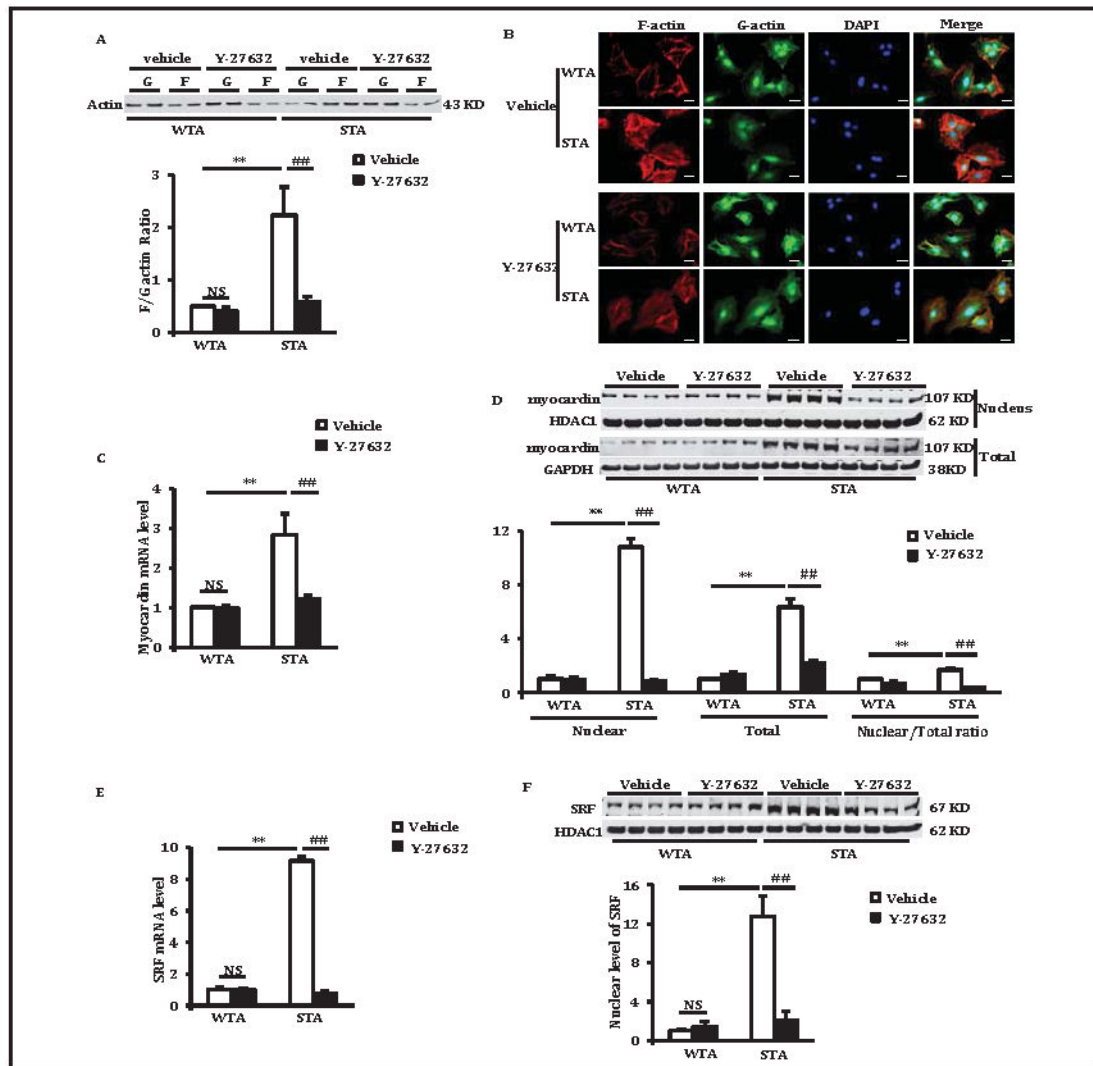 A
vehicle Y-27632 vehicle Y-27632
G F G F G F G F
Actin 43 KD
WTA STA
** ##
Vehicle
Y-27632
F/G actin Ratio
3
2
1
0
NS
WTA STA
B
F-actin G-actin DAPI Merge
Vehicle
WTA
STA
Y-27632
WTA
STA
C
Vehicle
Y-27632
** ##
Myocardin mRNA level
4
3
2
1
0
NS
WTA STA
D
Vehicle Y-27632 Vehicle Y-27632
myocardin 107 KD
HDAC1 62 KD
Nucleus
myocardin 107 KD
GAPDH 38KD
Total
WTA STA
12
8
4
0
** ##
** ##
** ##
Vehicle
Y-27632
WTA STA WTA STA WTA STA
Nuclear Total Nuclear/Total ratio
E
Vehicle
Y-27632
** ##
SRF mRNA level
10
8
6
4
2
0
NS
WTA STA
F
Vehicle Y-27632 Vehicle Y-27632
SRF 67 KD
HDAC1 62 KD
WTA STA
** ##
Vehicle
Y-27632
Nuclear level of SRF
16
12
8
4
0
NS
WTA STA